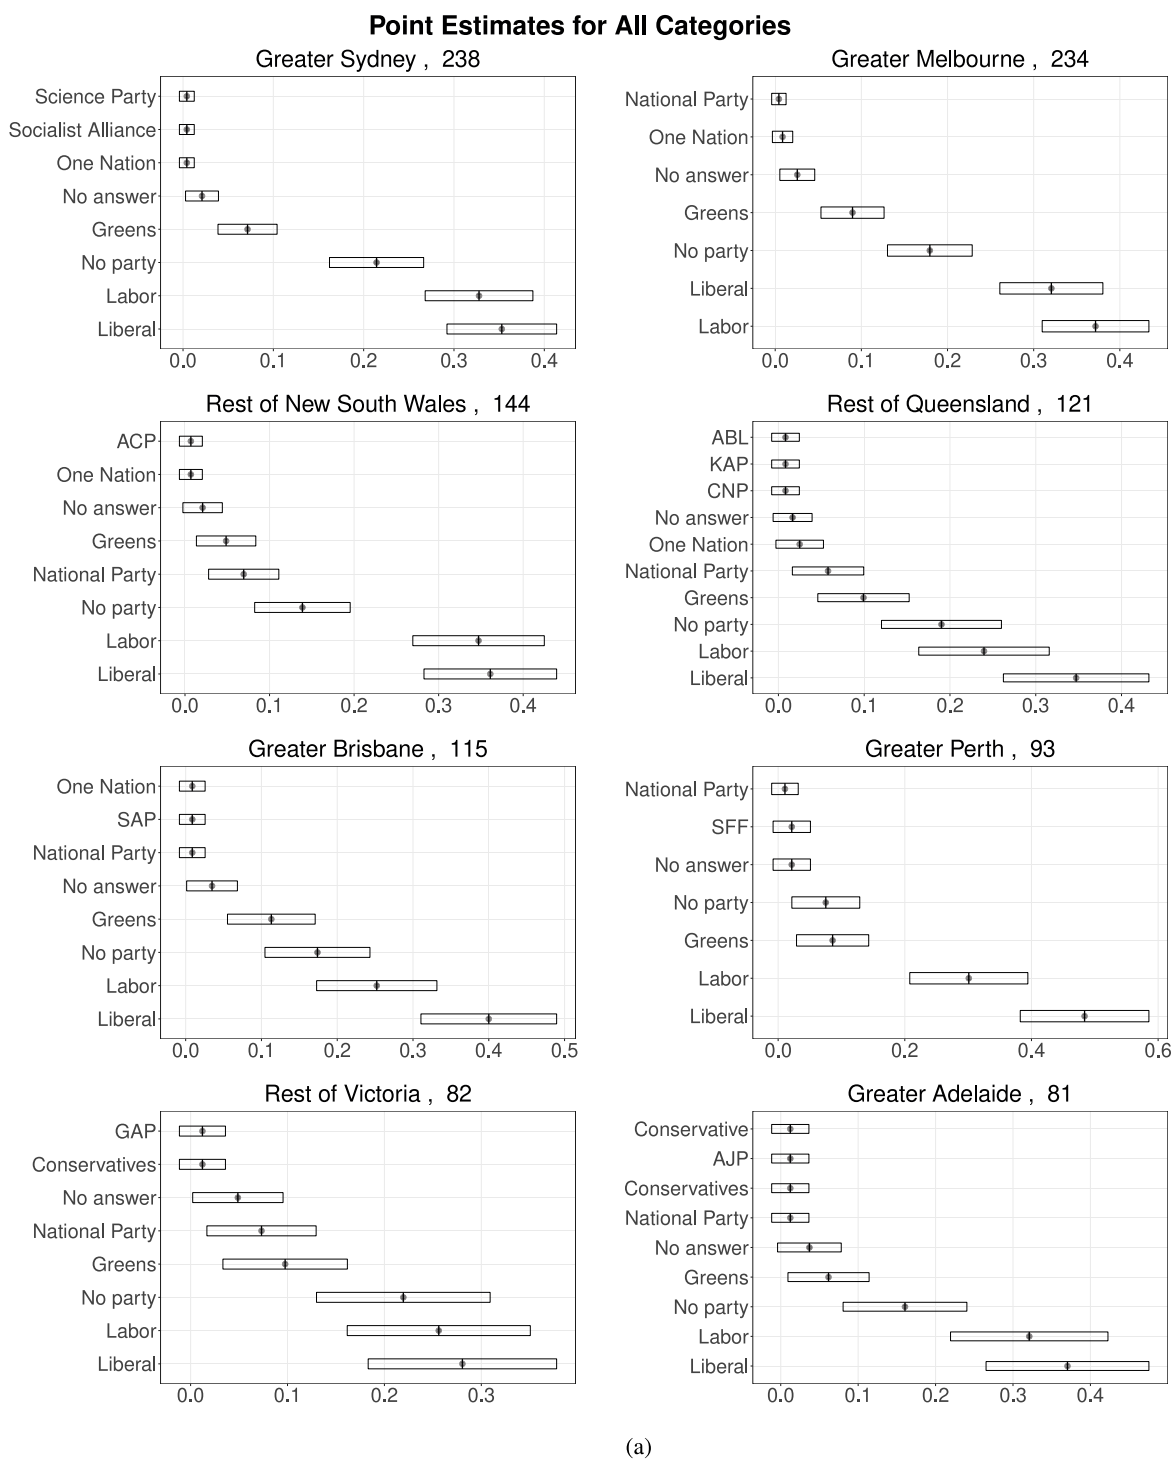 Point Estimates for All Categories
Greater Sydney , 238
Science Party
Socialist Alliance
One Nation
No answer
Greens
No party
Labor
Liberal
0.0 0.1 0.2 0.3 0.4
Greater Melbourne , 234
National Party
One Nation
No answer
Greens
No party
Liberal
Labor
0.0 0.1 0.2 0.3 0.4
Rest of New South Wales , 144
ACP
One Nation
No answer
Greens
National Party
No party
Labor
Liberal
0.0 0.1 0.2 0.3 0.4
Rest of Queensland , 121
ABL
KAP
CNP
No answer
One Nation
National Party
Greens
No party
Labor
Liberal
0.0 0.1 0.2 0.3 0.4
Greater Brisbane , 115
One Nation
SAP
National Party
No answer
Greens
No party
Labor
Liberal
0.0 0.1 0.2 0.3 0.4 0.5
Greater Perth , 93
National Party
SFF
No answer
No party
Greens
Labor
Liberal
0.0 0.2 0.4 0.6
Rest of Victoria , 82
GAP
Conservatives
No answer
National Party
Greens
No party
Labor
Liberal
0.0 0.1 0.2 0.3
Greater Adelaide , 81
Conservative
AJP
Conservatives
National Party
No answer
Greens
No party
Labor
Liberal
0.0 0.1 0.2 0.3 0.4
(a)